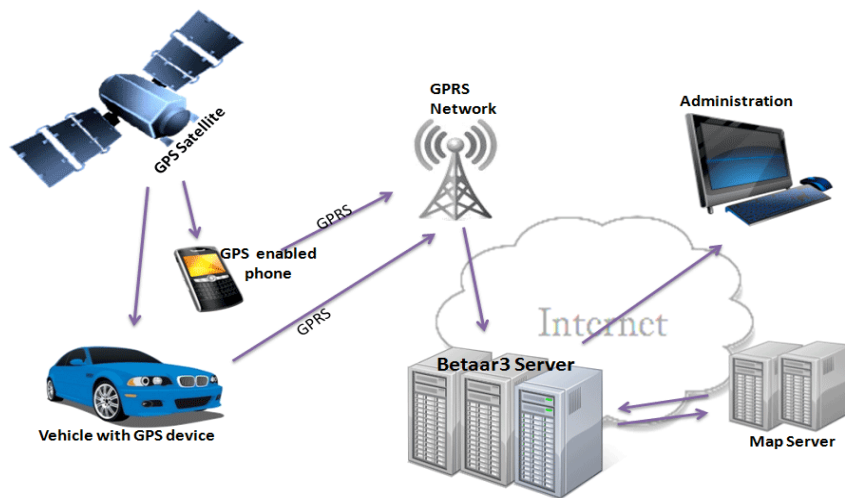 GPS Satellite
GPRS
Network
Administration
GPRS
GPS enabled
phone
GPRS
Internet
Betaar3 Server
Vehicle with GPS device
Map Server